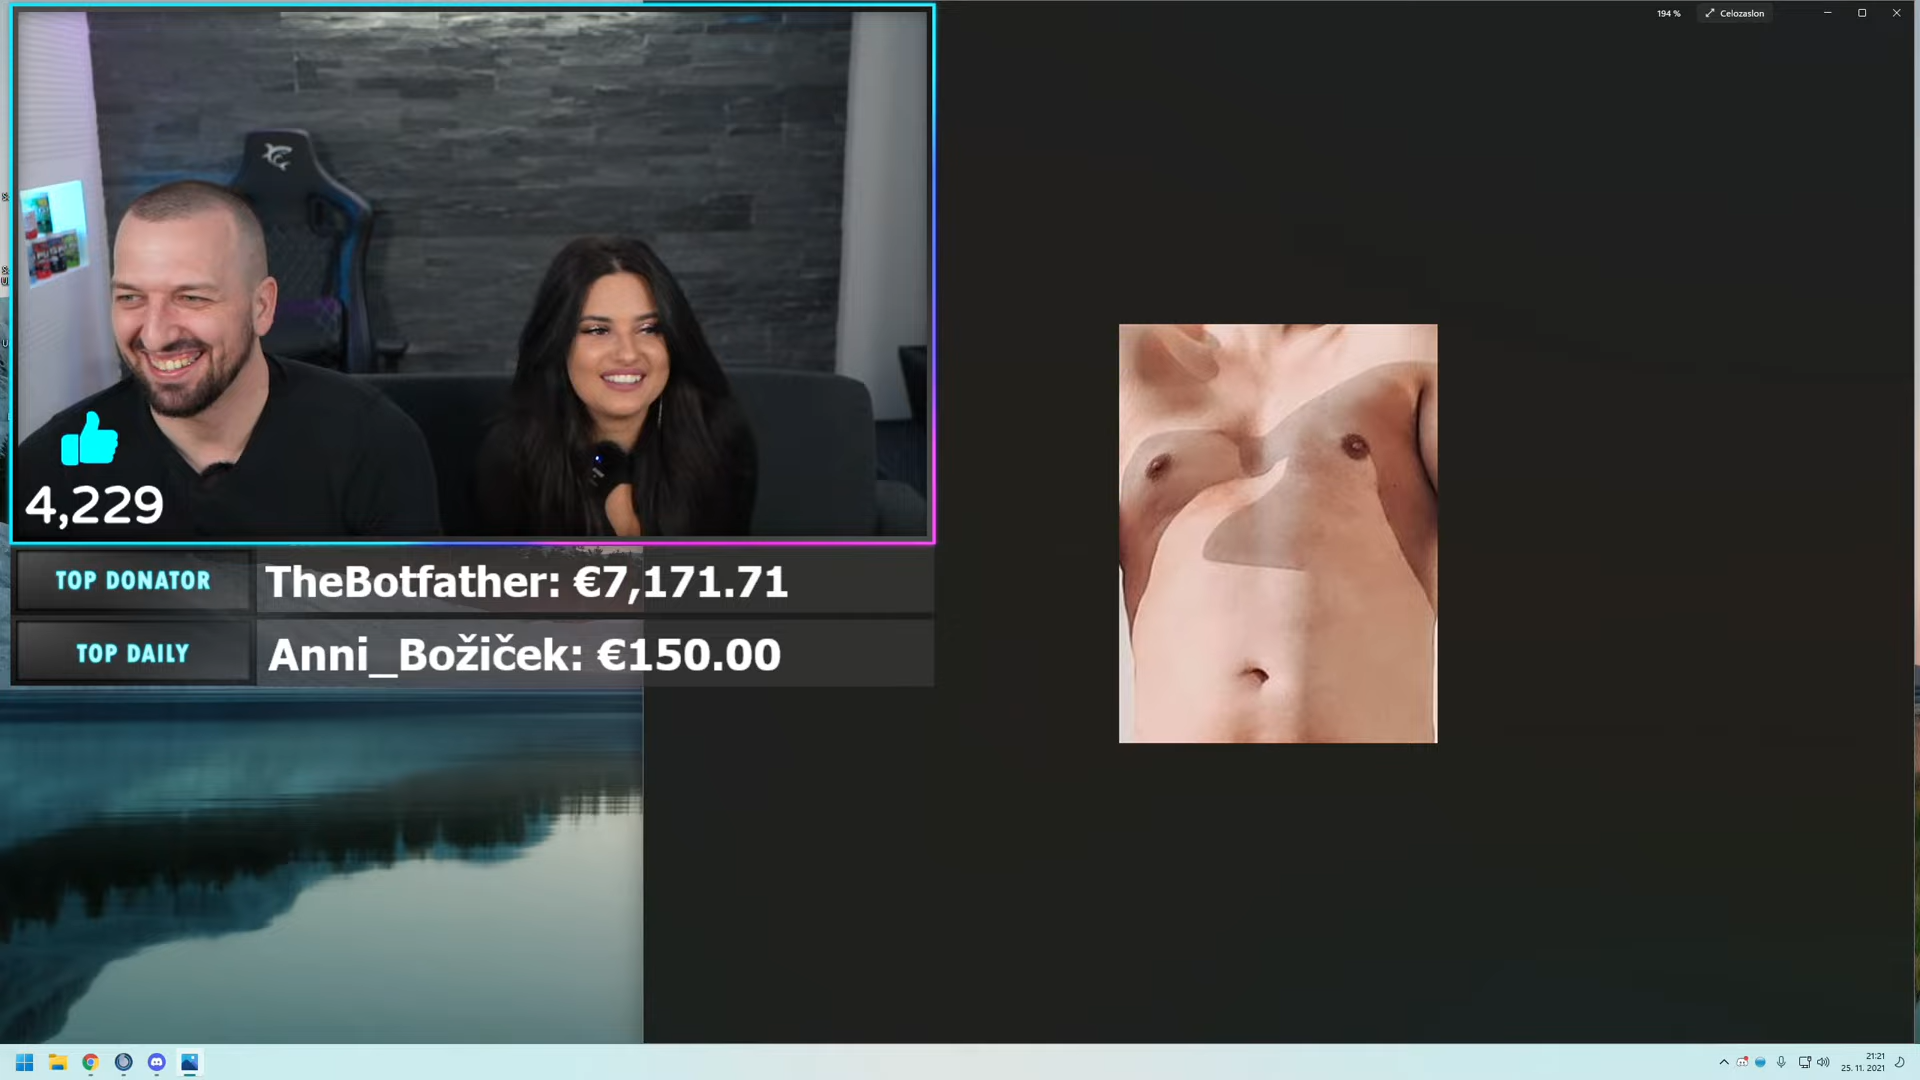 194 %
Celozaslon
4,229
TOP DONATOR
TheBotfather: €7,171.71
TOP DAILY
Anni_Božiček: €150.00
21:21
25. 11. 2021